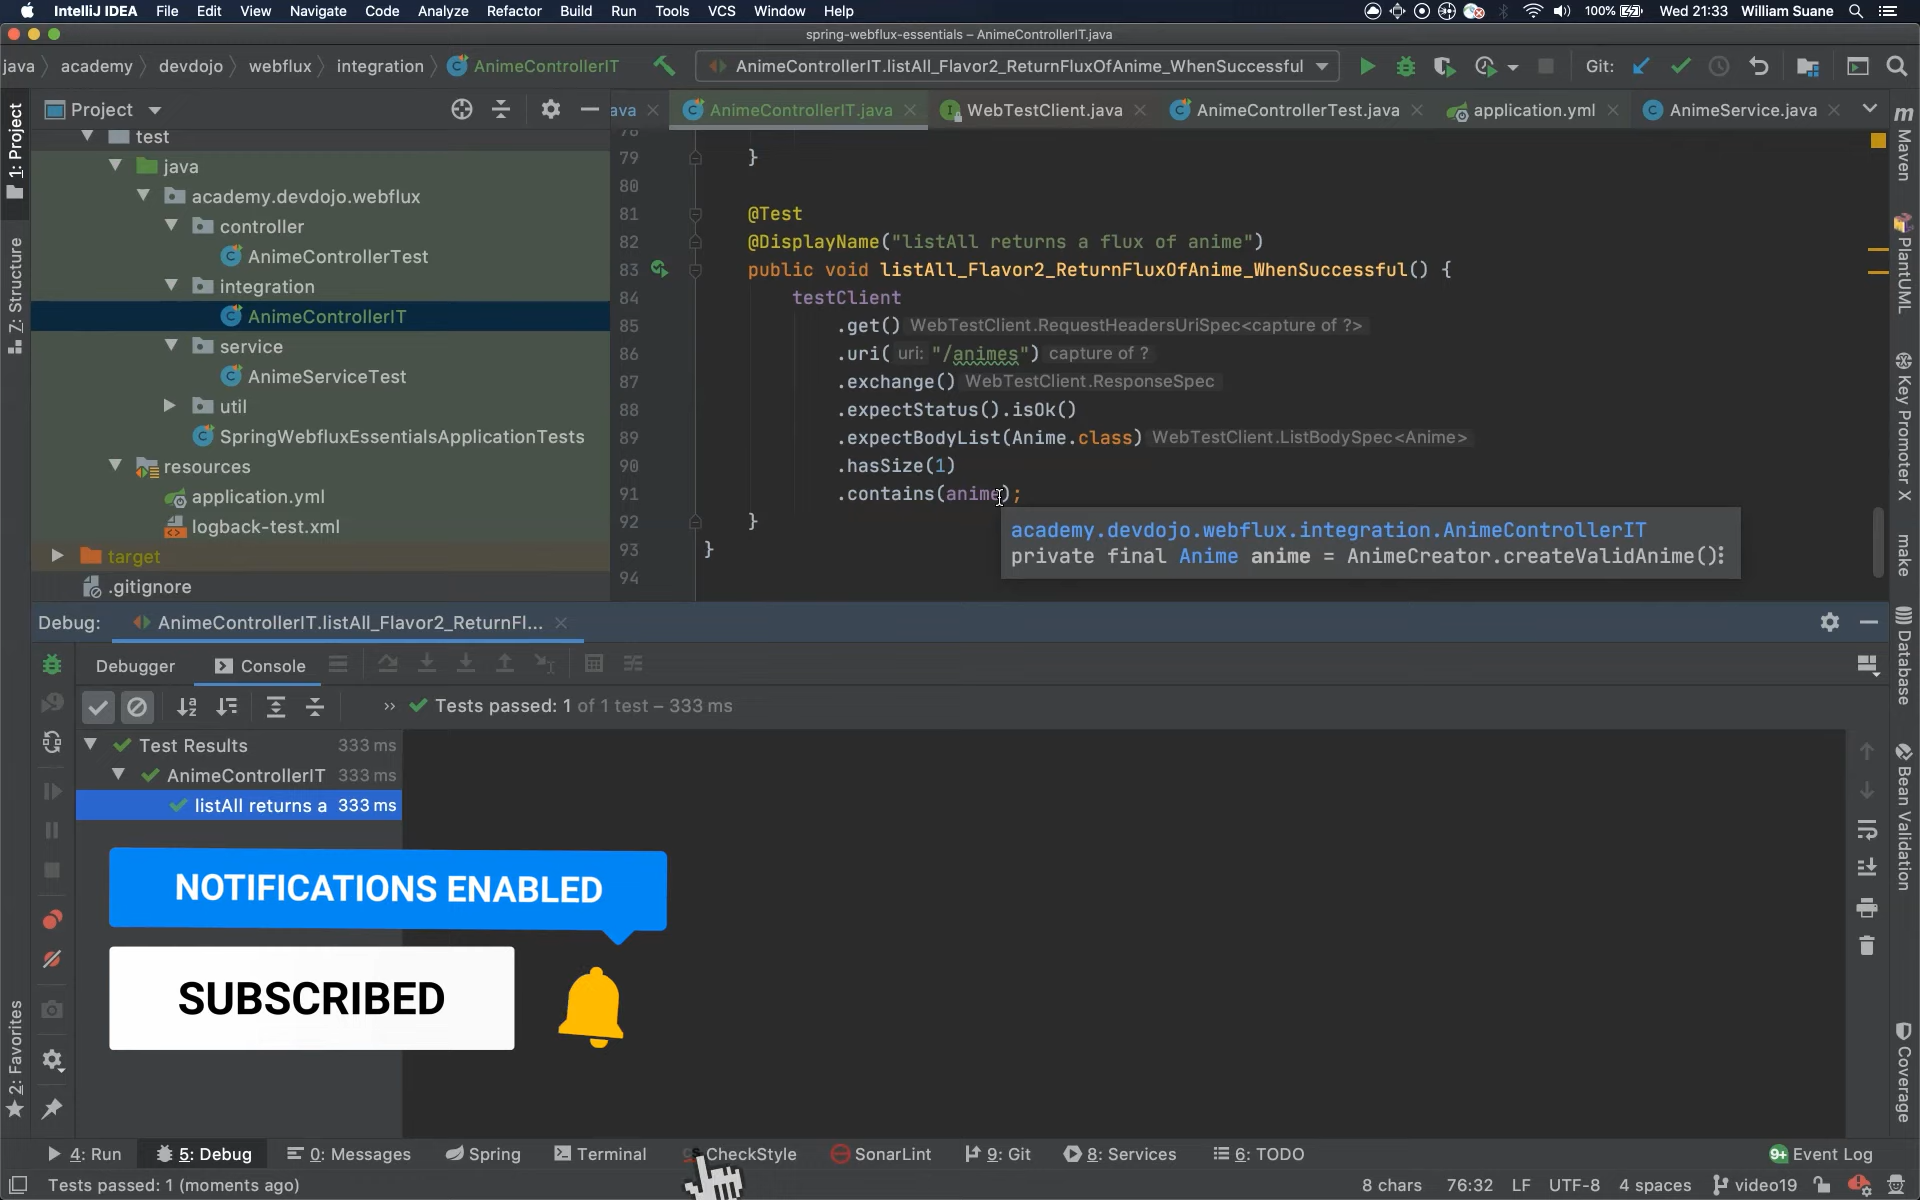 IntelliJ IDEA File Edit View Navigate Code Analyze Refactor Build Run Tools VCS Window Help 100% Wed 21:33 William Suane
spring-webflux-essentials – AnimeControllerIT.java
java academy devdojo webflux integration AnimeControllerIT AnimeControllerIT.listAll_Flavor2_ReturnFluxOfAnime_WhenSuccessful Git:
Project
ava AnimeControllerIT.java WebTestClient.java AnimeControllerTest.java application.yml AnimeService.java
1: Project
Z: Structure
2: Favorites
test
java
academy.devdojo.webflux
controller
AnimeControllerTest
integration
AnimeControllerIT
service
AnimeServiceTest
util
SpringWebfluxEssentialsApplicationTests
resources
application.yml
logback-test.xml
target
.gitignore
78
79 }
80
81 @Test
82 @DisplayName("listAll returns a flux of anime")
83 public void listAll_Flavor2_ReturnFluxOfAnime_WhenSuccessful() {
84 testClient
85 .get() WebTestClient.RequestHeadersUriSpec<capture of ?>
86 .uri( uri: "/animes") capture of ?
87 .exchange() WebTestClient.ResponseSpec
88 .expectStatus().isOk()
89 .expectBodyList(Anime.class) WebTestClient.ListBodySpec<Anime>
90 .hasSize(1)
91 .contains(anime);
92 }
93 }
94
academy.devdojo.webflux.integration.AnimeControllerIT
private final Anime anime = AnimeCreator.createValidAnime()
m Maven
PlantUML
Key Promoter X
make
Database
Bean Validation
Coverage
Debug: AnimeControllerIT.listAll_Flavor2_ReturnFl...
Debugger Console
» Tests passed: 1 of 1 test – 333 ms
Test Results 333 ms
AnimeControllerIT 333 ms
listAll returns a 333 ms
NOTIFICATIONS ENABLED
SUBSCRIBED
4: Run 5: Debug 0: Messages Spring Terminal CheckStyle SonarLint 9: Git 8: Services 6: TODO 9+ Event Log
Tests passed: 1 (moments ago) 8 chars 76:32 LF UTF-8 4 spaces video19